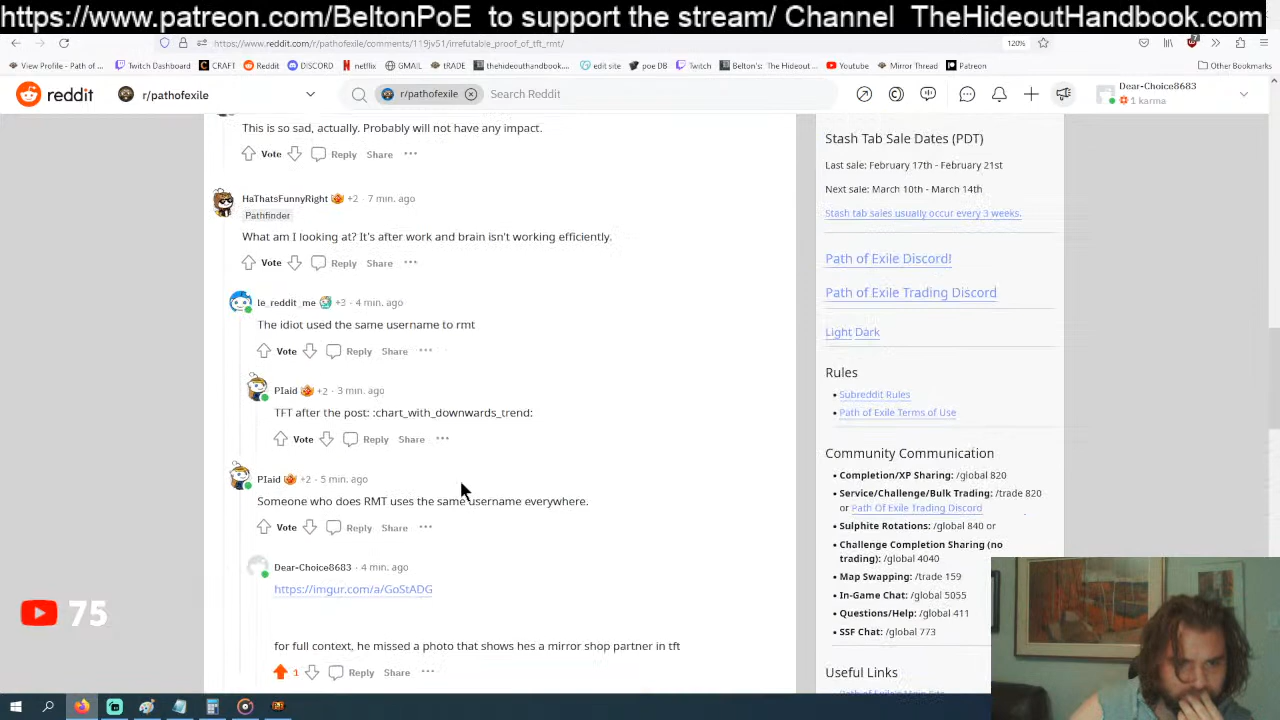 https://www.patreon.com/BeltonPoE to support the stream/ Channel TheHideoutHandbook.com
https://www.reddit.com/r/pathofexile/comments/119jv51/irrefutable_proof_of_tft_rmt/
120%
View Profile - Path of ...
Twitch Dashboard
CRAFT
Reddit
DISCORD
netflix
GMAIL
tRADE
thehideouthandbook....
edit site
poe DB
Twitch
Belton's: The Hideout ...
Youtube
Mirror Thread
Patreon
Other Bookmarks
reddit
r/pathofexile
r/pathofexile
Search Reddit
Dear-Choice8683
1 karma
This is so sad, actually. Probably will not have any impact.
Vote Reply Share
HaThatsFunnyRight +2 · 7 min. ago
Pathfinder
What am I looking at? It's after work and brain isn't working efficiently.
Vote Reply Share
le_reddit_me +3 · 4 min. ago
The idiot used the same username to rmt
Vote Reply Share
PIaid +2 · 3 min. ago
TFT after the post: :chart_with_downwards_trend:
Vote Reply Share
PIaid +2 · 5 min. ago
Someone who does RMT uses the same username everywhere.
Vote Reply Share
Dear-Choice8683 · 4 min. ago
https://imgur.com/a/GoStADG
for full context, he missed a photo that shows hes a mirror shop partner in tft
1 Reply Share
Stash Tab Sale Dates (PDT)
Last sale: February 17th - February 21st
Next sale: March 10th - March 14th
Stash tab sales usually occur every 3 weeks.
Path of Exile Discord!
Path of Exile Trading Discord
Light Dark
Rules
• Subreddit Rules
• Path of Exile Terms of Use
Community Communication
• Completion/XP Sharing: /global 820
• Service/Challenge/Bulk Trading: /trade 820
or Path Of Exile Trading Discord
• Sulphite Rotations: /global 840 or
• Challenge Completion Sharing (no
trading): /global 4040
• Map Swapping: /trade 159
• In-Game Chat: /global 5055
• Questions/Help: /global 411
• SSF Chat: /global 773
Useful Links
75